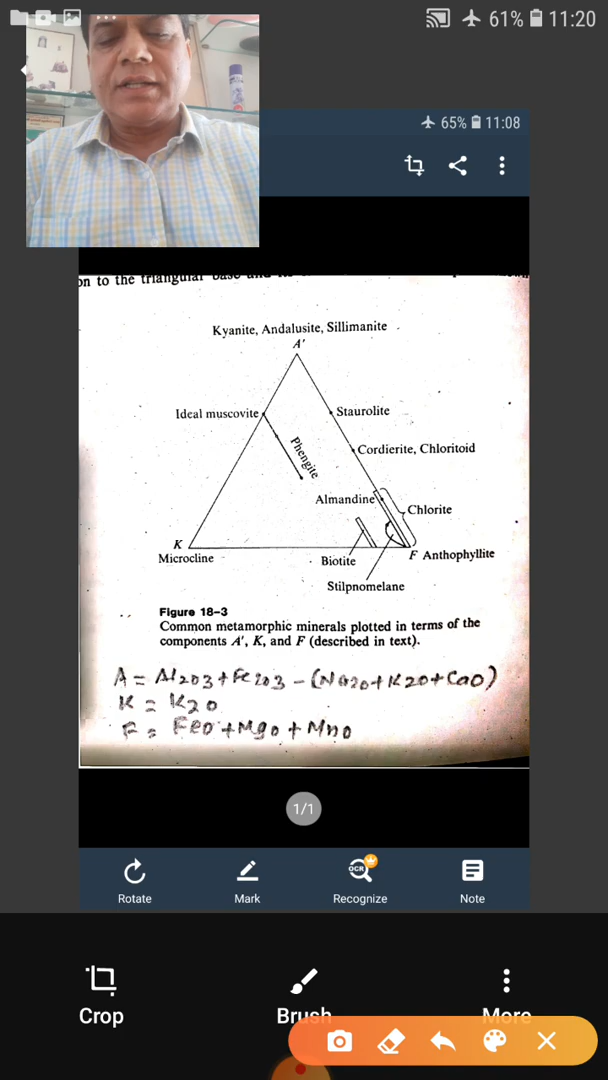 61% 11:20
65% 11:08
on to the triangular base and its
Kyanite, Andalusite, Sillimanite
A'
Ideal muscovite
Staurolite
Phengite
Cordierite, Chloritoid
Almandine
Chlorite
K
Microcline
Biotite
F Anthophyllite
Stilpnomelane
Figure 18-3
Common metamorphic minerals plotted in terms of the
components A', K, and F (described in text).
A = Al2O3 + Fe2O3 - (Na2O + K2O + CaO)
K = K2O
F = FeO + MgO + MnO
1/1
OCR
Rotate Mark Recognize Note
Crop Brush More